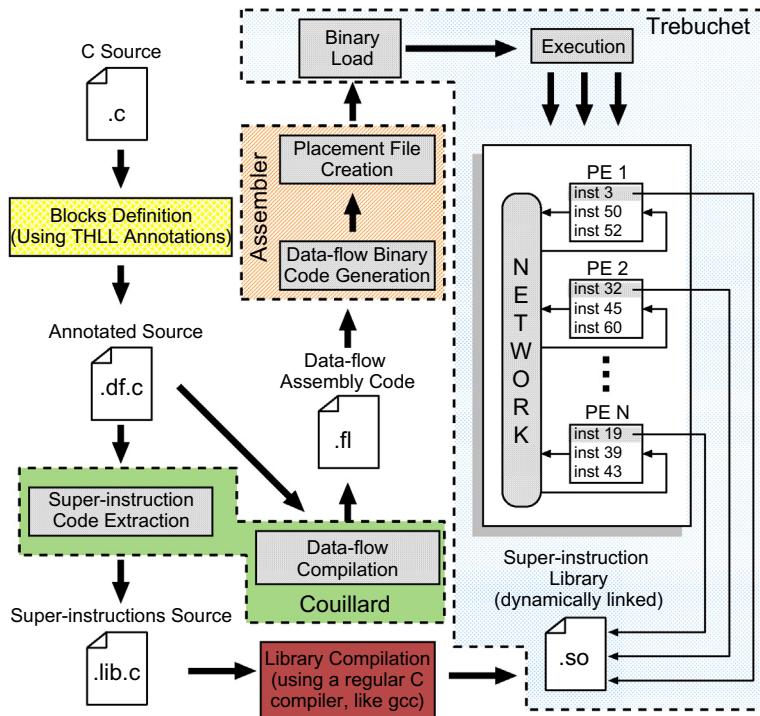 Trebuchet
C Source
.c
Blocks Definition
(Using THLL Annotations)
Annotated Source
.df.c
Super-instruction
Code Extraction
Super-instructions Source
.lib.c
Data-flow
Compilation
Couillard
Library Compilation
(using a regular C
compiler, like gcc)
Data-flow
Assembly Code
.fl
Assembler
Data-flow Binary
Code Generation
Placement File
Creation
Binary
Load
Execution
NETWORK
PE 1
inst 3
inst 50
inst 52
PE 2
inst 32
inst 45
inst 60
PE N
inst 19
inst 39
inst 43
Super-instruction
Library
(dynamically linked)
.so